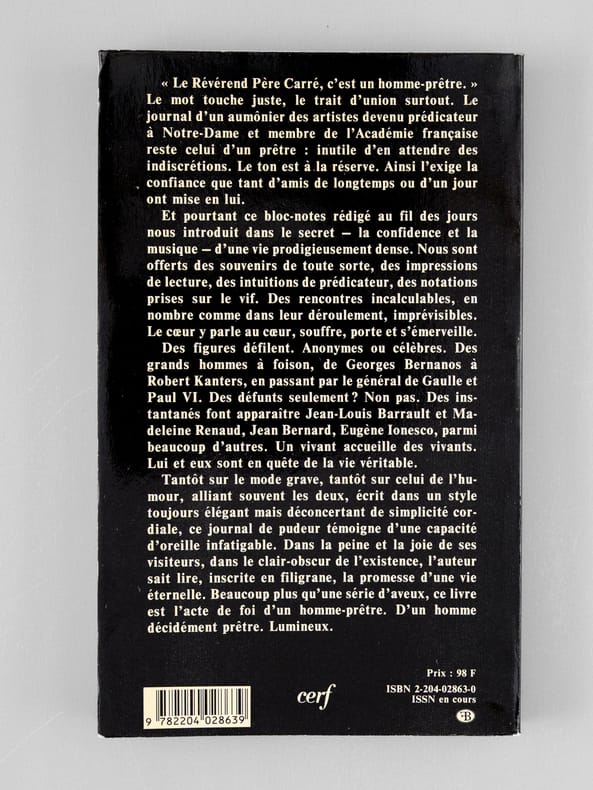 « Le Révérend Père Carré, c'est un homme-prêtre. »
Le mot touche juste, le trait d'union surtout. Le
journal d'un aumônier des artistes devenu prédicateur
à Notre-Dame et membre de l'Académie française
reste celui d'un prêtre : inutile d'en attendre des
indiscrétions. Le ton est à la réserve. Ainsi l'exige la
confiance que tant d'amis de longtemps ou d'un jour
ont mise en lui.
Et pourtant ce bloc-notes rédigé au fil des jours
nous introduit dans le secret – la confidence et la
musique – d'une vie prodigieusement dense. Nous sont
offerts des souvenirs de toute sorte, des impressions
de lecture, des intuitions de prédicateur, des notations
prises sur le vif. Des rencontres incalculables, en
nombre comme dans leur déroulement, imprévisibles.
Le cœur y parle au cœur, souffre, porte et s'émerveille.
Des figures défilent. Anonymes ou célèbres. Des
grands hommes à foison, de Georges Bernanos à
Robert Kanters, en passant par le général de Gaulle et
Paul VI. Des défunts seulement ? Non pas. Des ins-
tantanés font apparaître Jean-Louis Barrault et Ma-
deleine Renaud, Jean Bernard, Eugène Ionesco, parmi
beaucoup d'autres. Un vivant accueille des vivants.
Lui et eux sont en quête de la vie véritable.
Tantôt sur le mode grave, tantôt sur celui de l'hu-
mour, alliant souvent les deux, écrit dans un style
toujours élégant mais déconcertant de simplicité cor-
diale, ce journal de pudeur témoigne d'une capacité
d'oreille infatigable. Dans la peine et la joie de ses
visiteurs, dans le clair-obscur de l'existence, l'auteur
sait lire, inscrite en filigrane, la promesse d'une vie
éternelle. Beaucoup plus qu'une série d'aveux, ce livre
est l'acte de foi d'un homme-prêtre. D'un homme
décidément prêtre. Lumineux.
Prix : 98 F
ISBN 2-204-02863-0
ISSN en cours
cerf
B
9 782204 028639